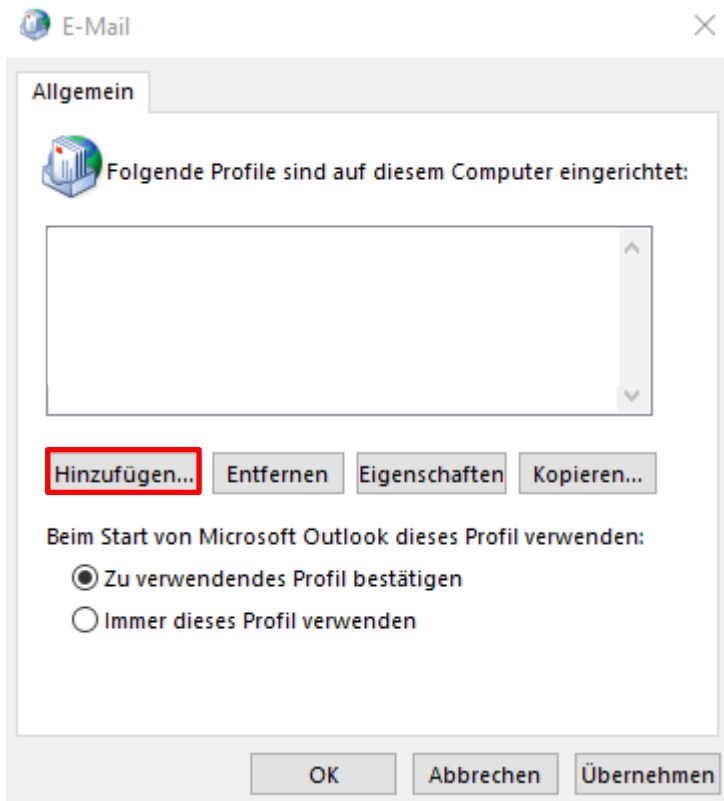 E-Mail
Allgemein
Folgende Profile sind auf diesem Computer eingerichtet:
Hinzufügen... Entfernen Eigenschaften Kopieren...
Beim Start von Microsoft Outlook dieses Profil verwenden:
Zu verwendendes Profil bestätigen
Immer dieses Profil verwenden
OK Abbrechen Übernehmen